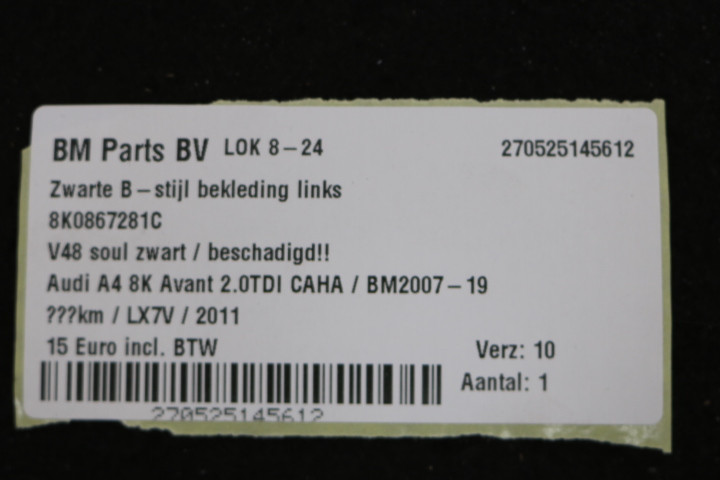 BM Parts BV LOK 8-24 270525145612
Zwarte B-stijl bekleding links
8K0867281C
V48 soul zwart / beschadigd!!
Audi A4 8K Avant 2.0TDI CAHA / BM2007-19
???km / LX7V / 2011
15 Euro incl. BTW Verz: 10
Aantal: 1
270525145612